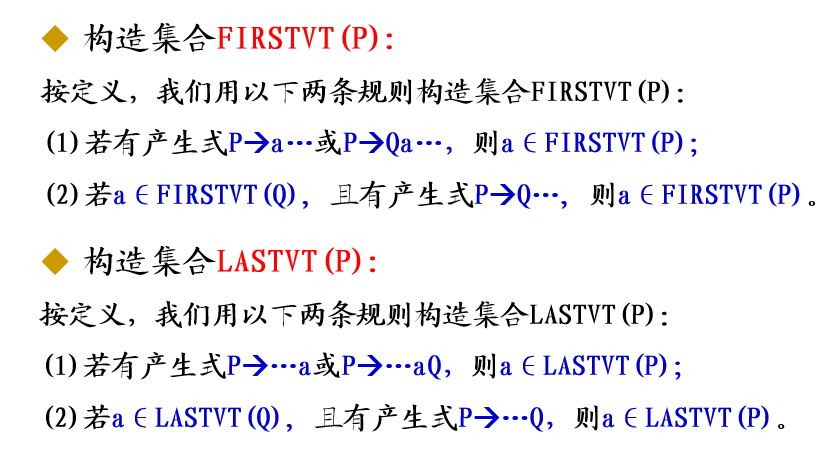 ◆ 构造集合FIRSTVT(P):
按定义，我们用以下两条规则构造集合FIRSTVT(P):
(1)若有产生式P→a…或P→Qa…，则a∈FIRSTVT(P);
(2)若a∈FIRSTVT(Q)，且有产生式P→Q…，则a∈FIRSTVT(P)。
◆ 构造集合LASTVT(P):
按定义，我们用以下两条规则构造集合LASTVT(P):
(1)若有产生式P→…a或P→…aQ，则a∈LASTVT(P);
(2)若a∈LASTVT(Q)，且有产生式P→…Q，则a∈LASTVT(P)。